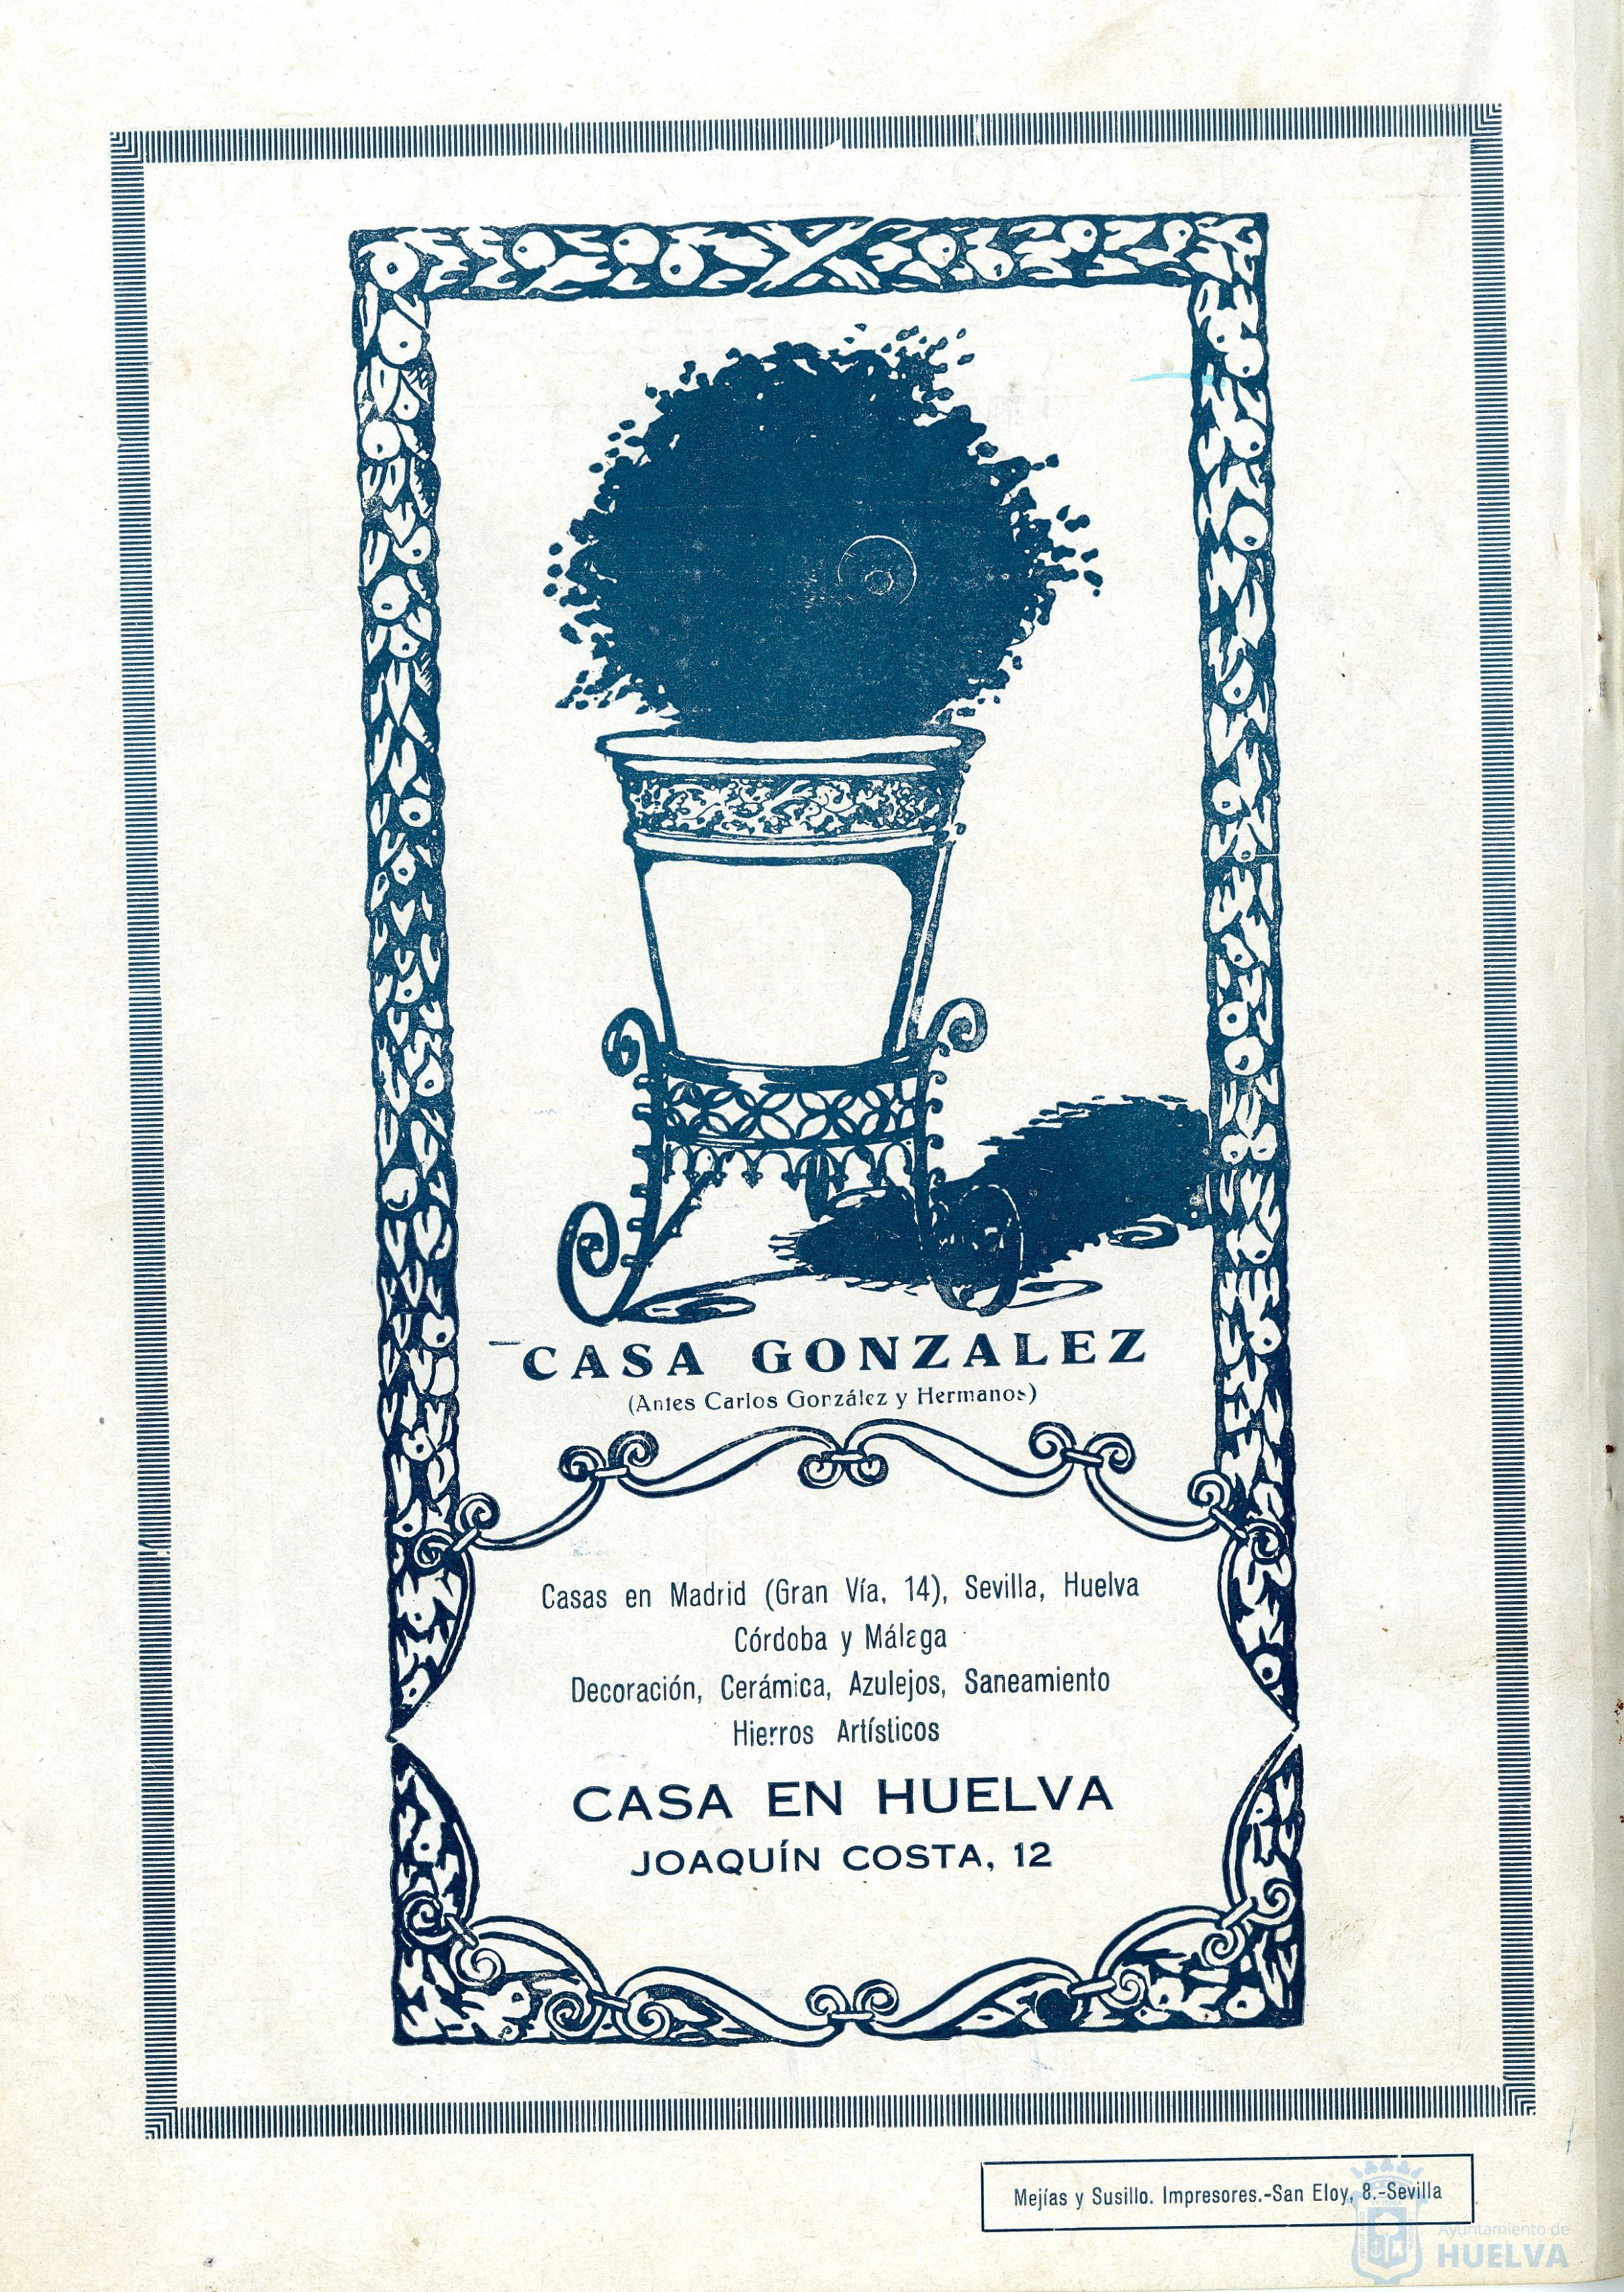 CASA GONZALEZ
(Antes Carlos González y Hermanos)
Casas en Madrid (Gran Vía, 14), Sevilla, Huelva
Córdoba y Málaga
Decoración, Cerámica, Azulejos, Saneamiento
Hierros Artísticos
CASA EN HUELVA
JOAQUÍN COSTA, 12
Mejías y Susillo. Impresores.-San Eloy, 8.-Sevilla
Ayuntamiento de
HUELVA